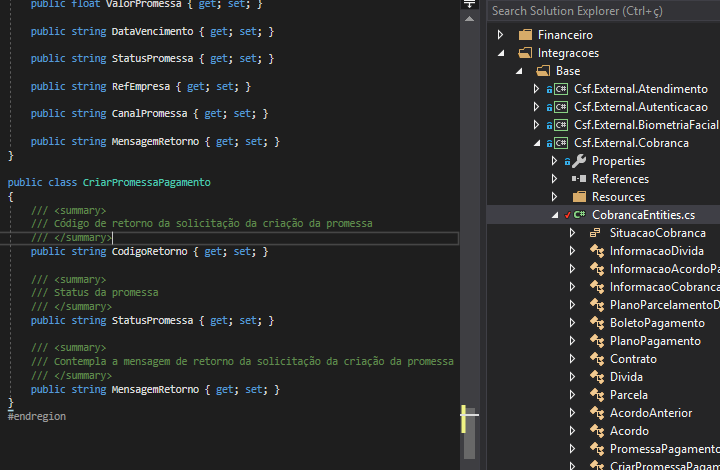 public float ValorPromessa { get; set; }
public string DataVencimento { get; set; }
public string StatusPromessa { get; set; }
public string RefEmpresa { get; set; }
public string CanalPromessa { get; set; }
public string MensagemRetorno { get; set; }
}
public class CriarPromessaPagamento
{
/// <summary>
/// Código de retorno da solicitação da criação da promessa
/// </summary>
public string CodigoRetorno { get; set; }
/// <summary>
/// Status da promessa
/// </summary>
public string StatusPromessa { get; set; }
/// <summary>
/// Contempla a mensagem de retorno da solicitação da criação da promessa
/// </summary>
public string MensagemRetorno { get; set; }
}
#endregion
Search Solution Explorer (Ctrl+ç)
Financeiro
Integracoes
Base
C# Csf.External.Atendimento
C# Csf.External.Autenticacao
C# Csf.External.BiometriaFacial
C# Csf.External.Cobranca
Properties
References
Resources
C# CobrancaEntities.cs
SituacaoCobranca
InformacaoDivida
InformacaoAcordoPa
InformacaoCobranca
PlanoParcelamentoD
BoletoPagamento
PlanoPagamento
Contrato
Divida
Parcela
AcordoAnterior
Acordo
PromessaPagamento
CriarPromessaPagam